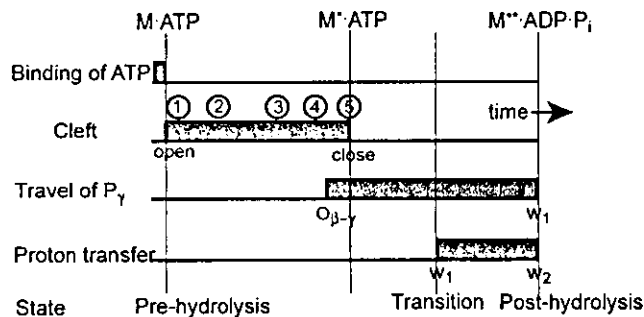 M·ATP M*·ATP M**·ADP·Pi
Binding of ATP
① ② ③ ④ ⑤
time
Cleft
open close
Travel of Pγ
Oβ-γ w1
Proton transfer
w1 w2
State Pre-hydrolysis Transition Post-hydrolysis